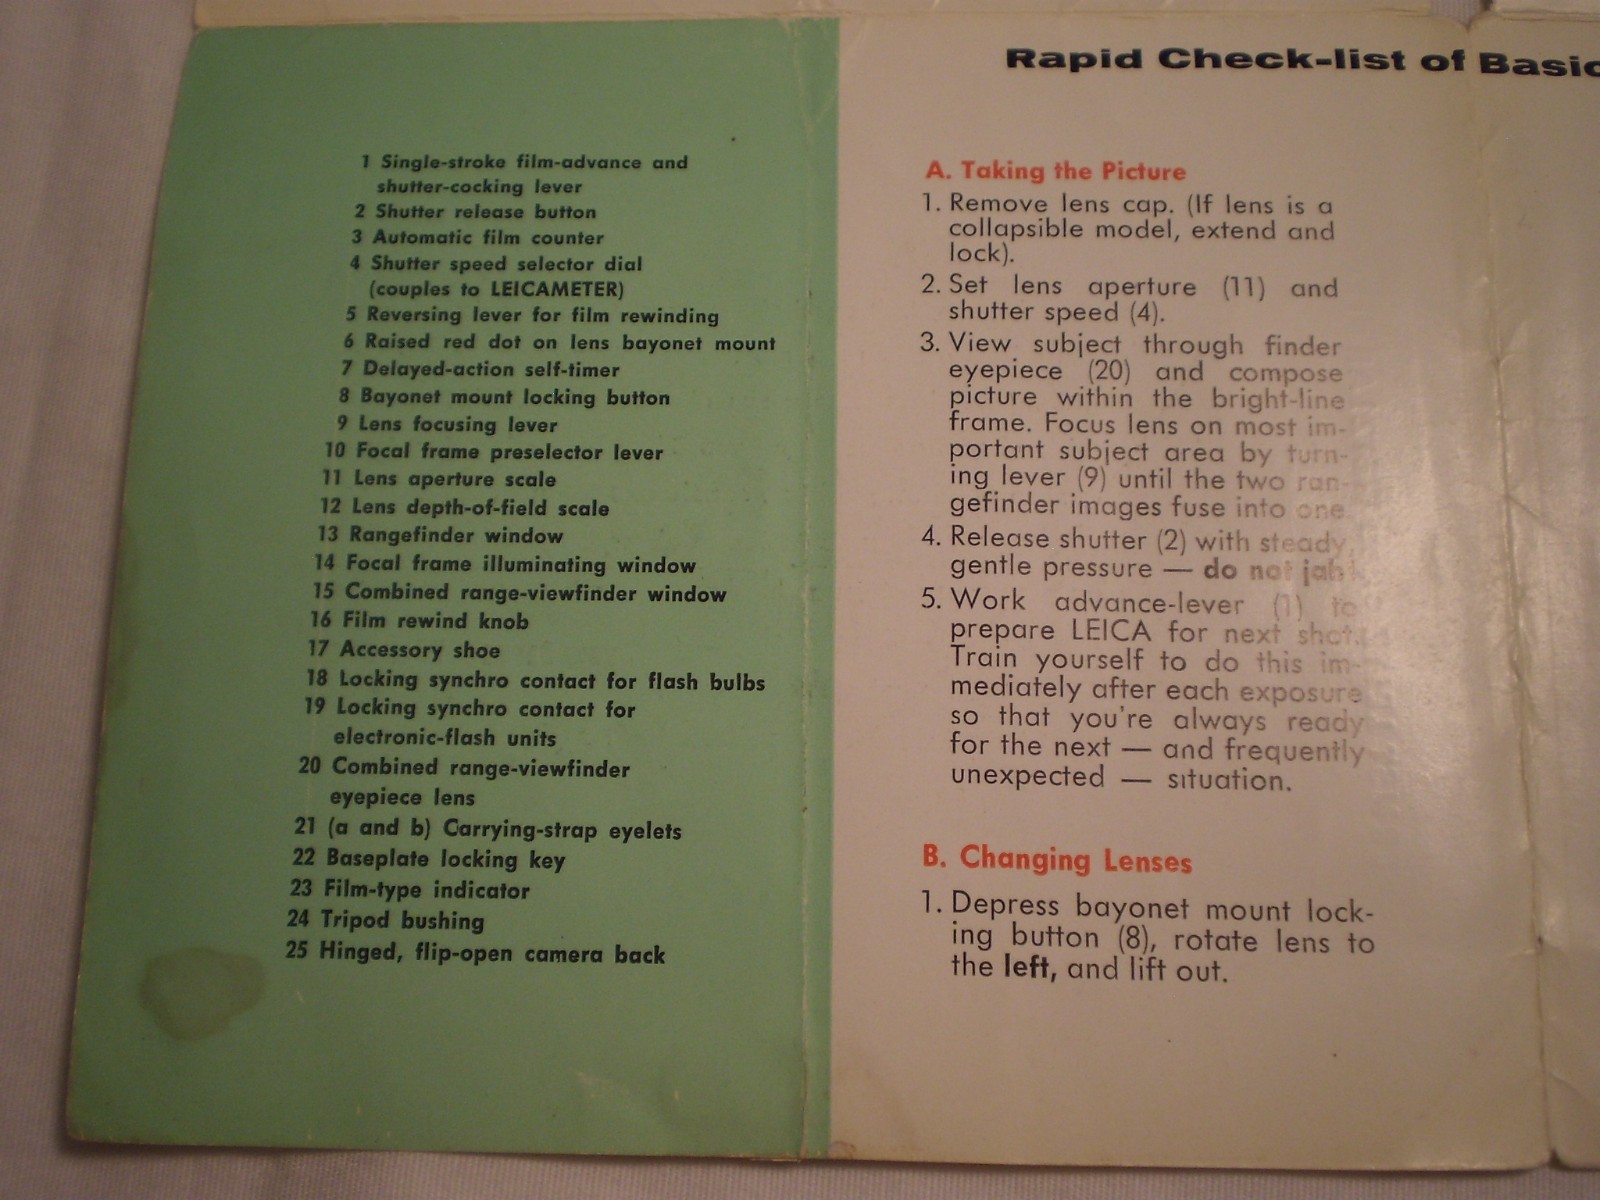 1 Single-stroke film-advance and
shutter-cocking lever
2 Shutter release button
3 Automatic film counter
4 Shutter speed selector dial
(couples to LEICAMETER)
5 Reversing lever for film rewinding
6 Raised red dot on lens bayonet mount
7 Delayed-action self-timer
8 Bayonet mount locking button
9 Lens focusing lever
10 Focal frame preselector lever
11 Lens aperture scale
12 Lens depth-of-field scale
13 Rangefinder window
14 Focal frame illuminating window
15 Combined range-viewfinder window
16 Film rewind knob
17 Accessory shoe
18 Locking synchro contact for flash bulbs
19 Locking synchro contact for
electronic-flash units
20 Combined range-viewfinder
eyepiece lens
21 (a and b) Carrying-strap eyelets
22 Baseplate locking key
23 Film-type indicator
24 Tripod bushing
25 Hinged, flip-open camera back
Rapid Check-list of Basic
A. Taking the Picture
1. Remove lens cap. (If lens is a
collapsible model, extend and
lock).
2. Set lens aperture (11) and
shutter speed (4).
3. View subject through finder
eyepiece (20) and compose
picture within the bright-line
frame. Focus lens on most im-
portant subject area by turn-
ing lever (9) until the two ran-
gefinder images fuse into one
4. Release shutter (2) with steady,
gentle pressure — do not jab
5. Work advance-lever (1) to
prepare LEICA for next shot.
Train yourself to do this im-
mediately after each exposure
so that you're always ready
for the next — and frequently
unexpected — situation.
B. Changing Lenses
1. Depress bayonet mount lock-
ing button (8), rotate lens to
the left, and lift out.